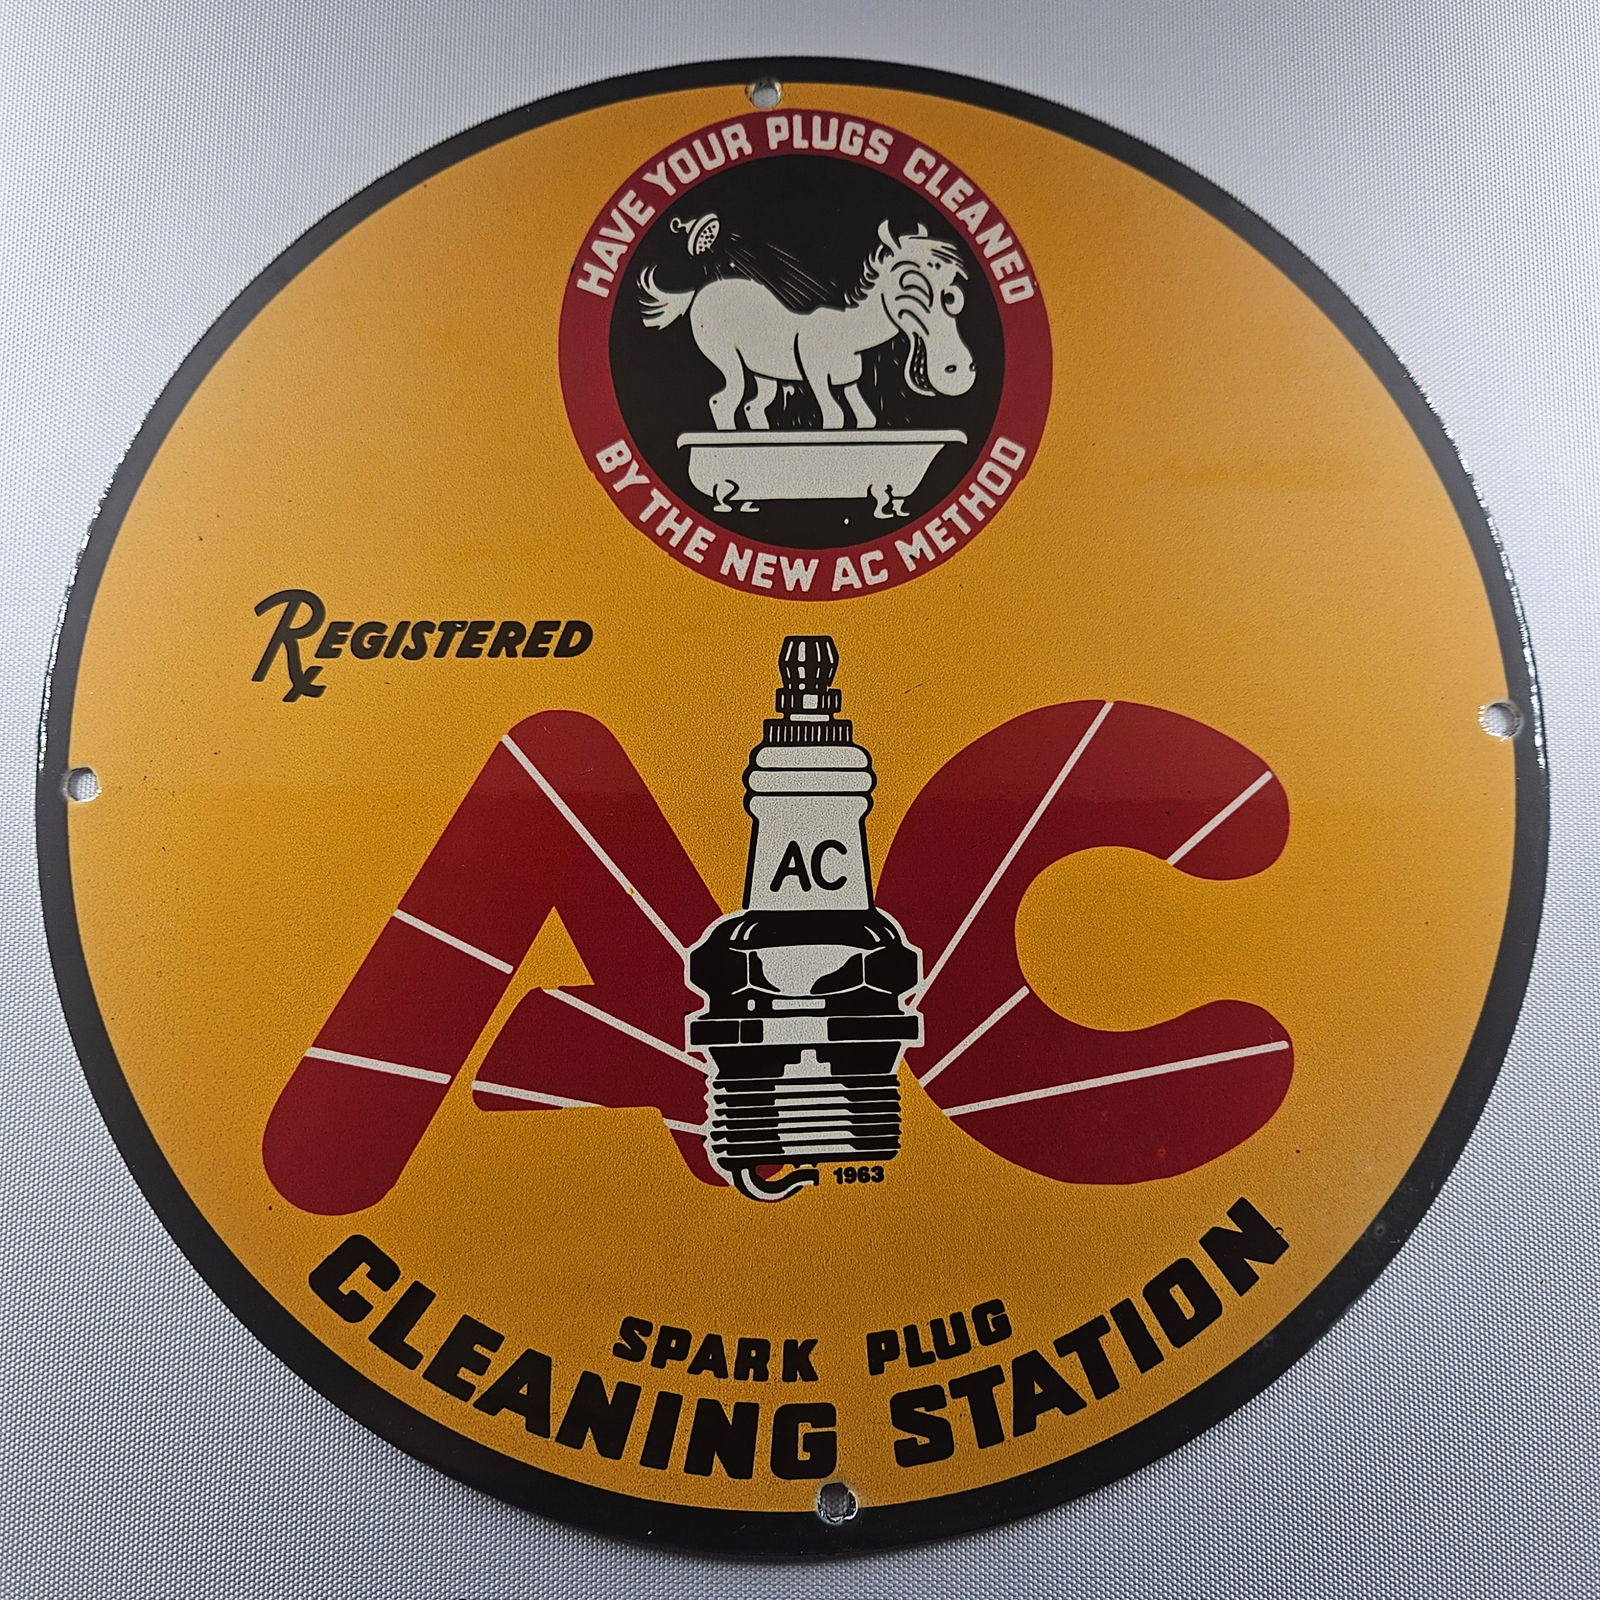 HAVE YOUR PLUGS CLEANED
BY THE NEW AC METHOD
REGISTERED
AC
AC
1963
SPARK PLUG
CLEANING STATION